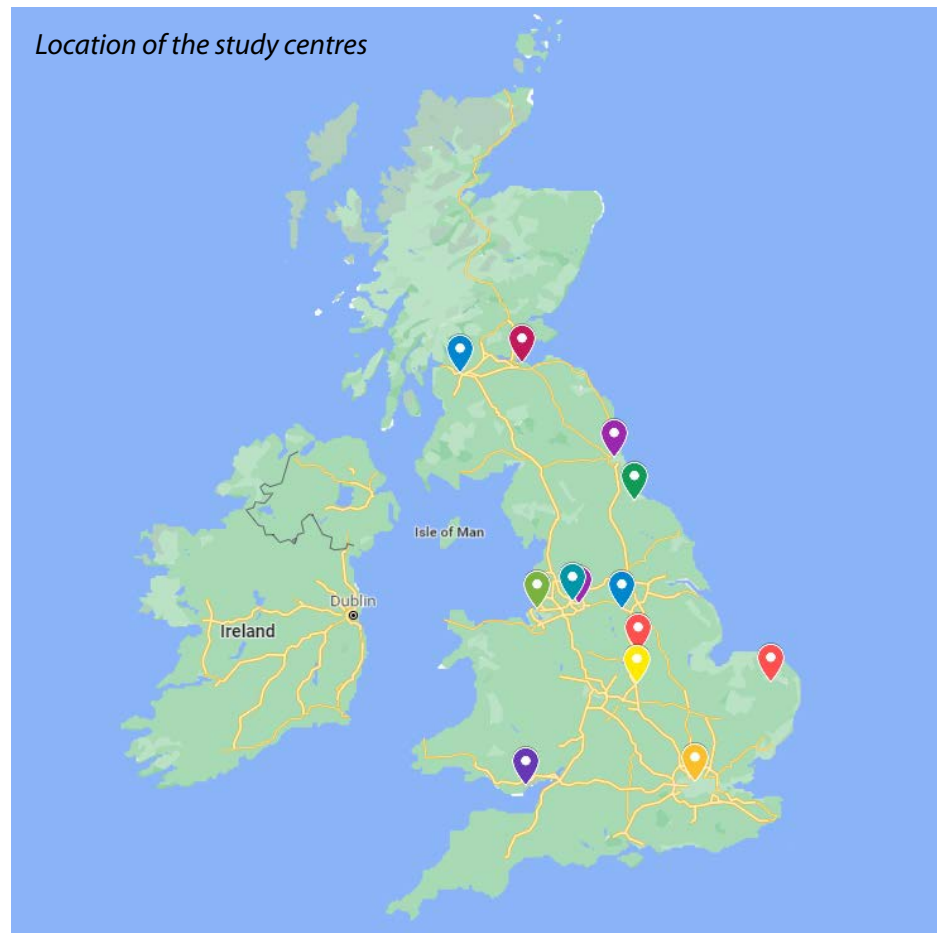 Location of the study centres
Isle of Man
Dublin
Ireland